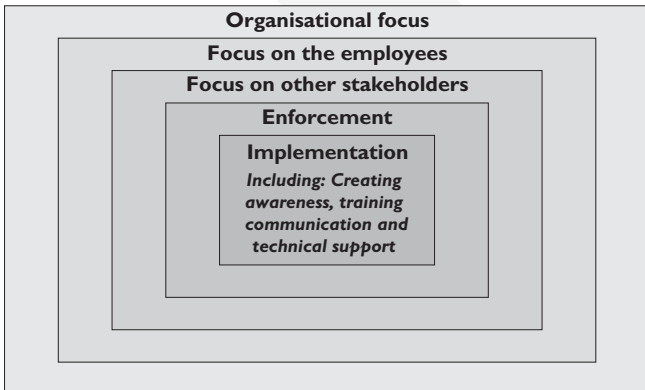 Organisational focus
Focus on the employees
Focus on other stakeholders
Enforcement
Implementation
Including: Creating
awareness, training
communication and
technical support